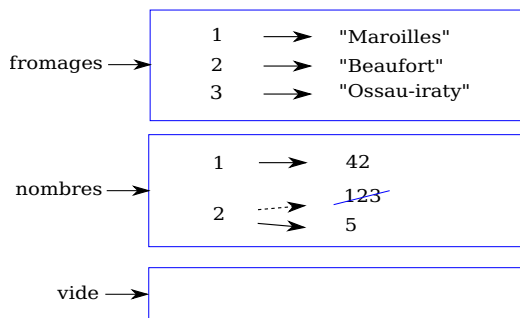 1 "Maroilles"
fromages 2 "Beaufort"
3 "Ossau-iraty"
1 42
nombres
123
2
5
vide